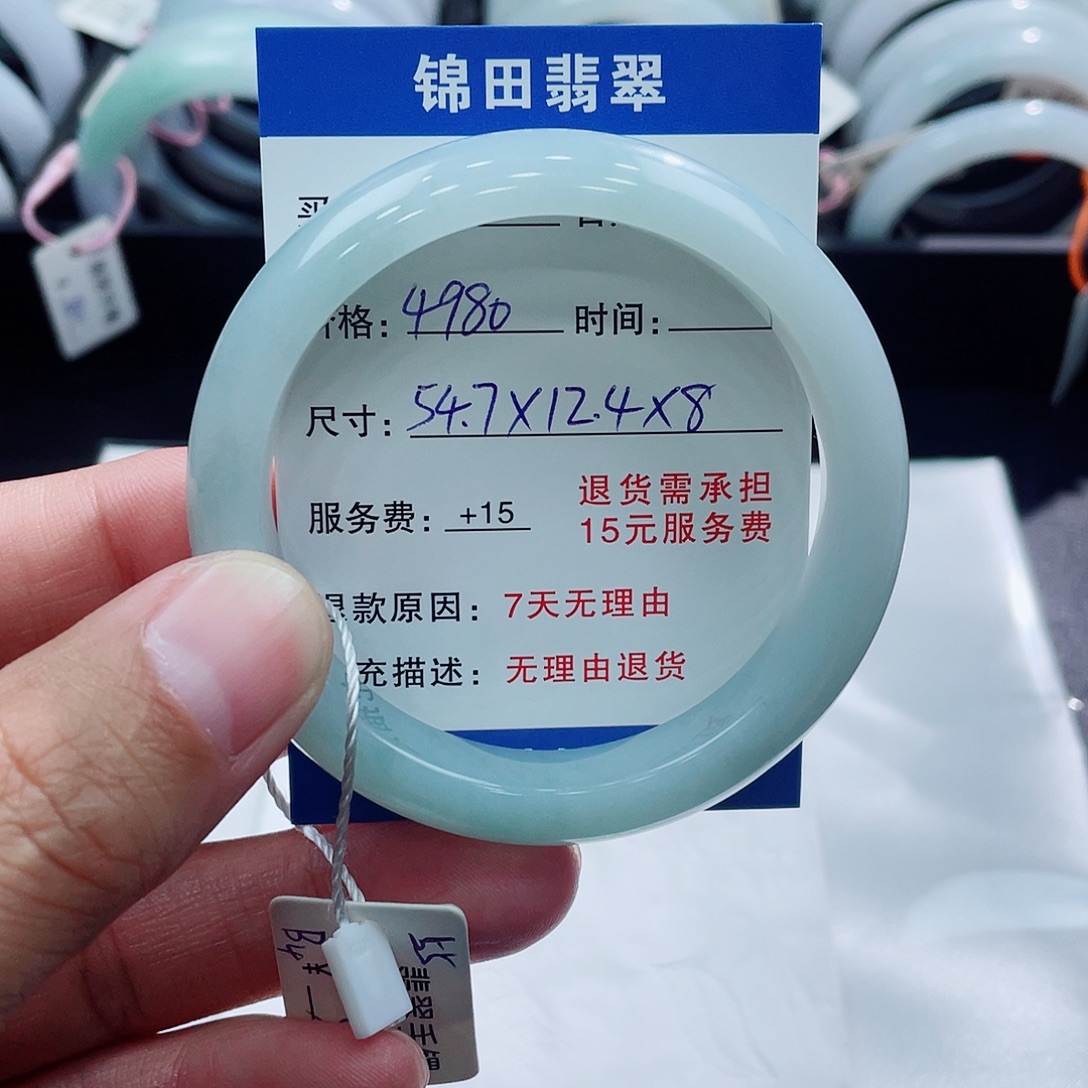 锦田翡翠
买
格: 4980 时间:
尺寸: 54.7X12.4X8
服务费: +15 退货需承担
15元服务费
退款原因: 7天无理由
充描述: 无理由退货